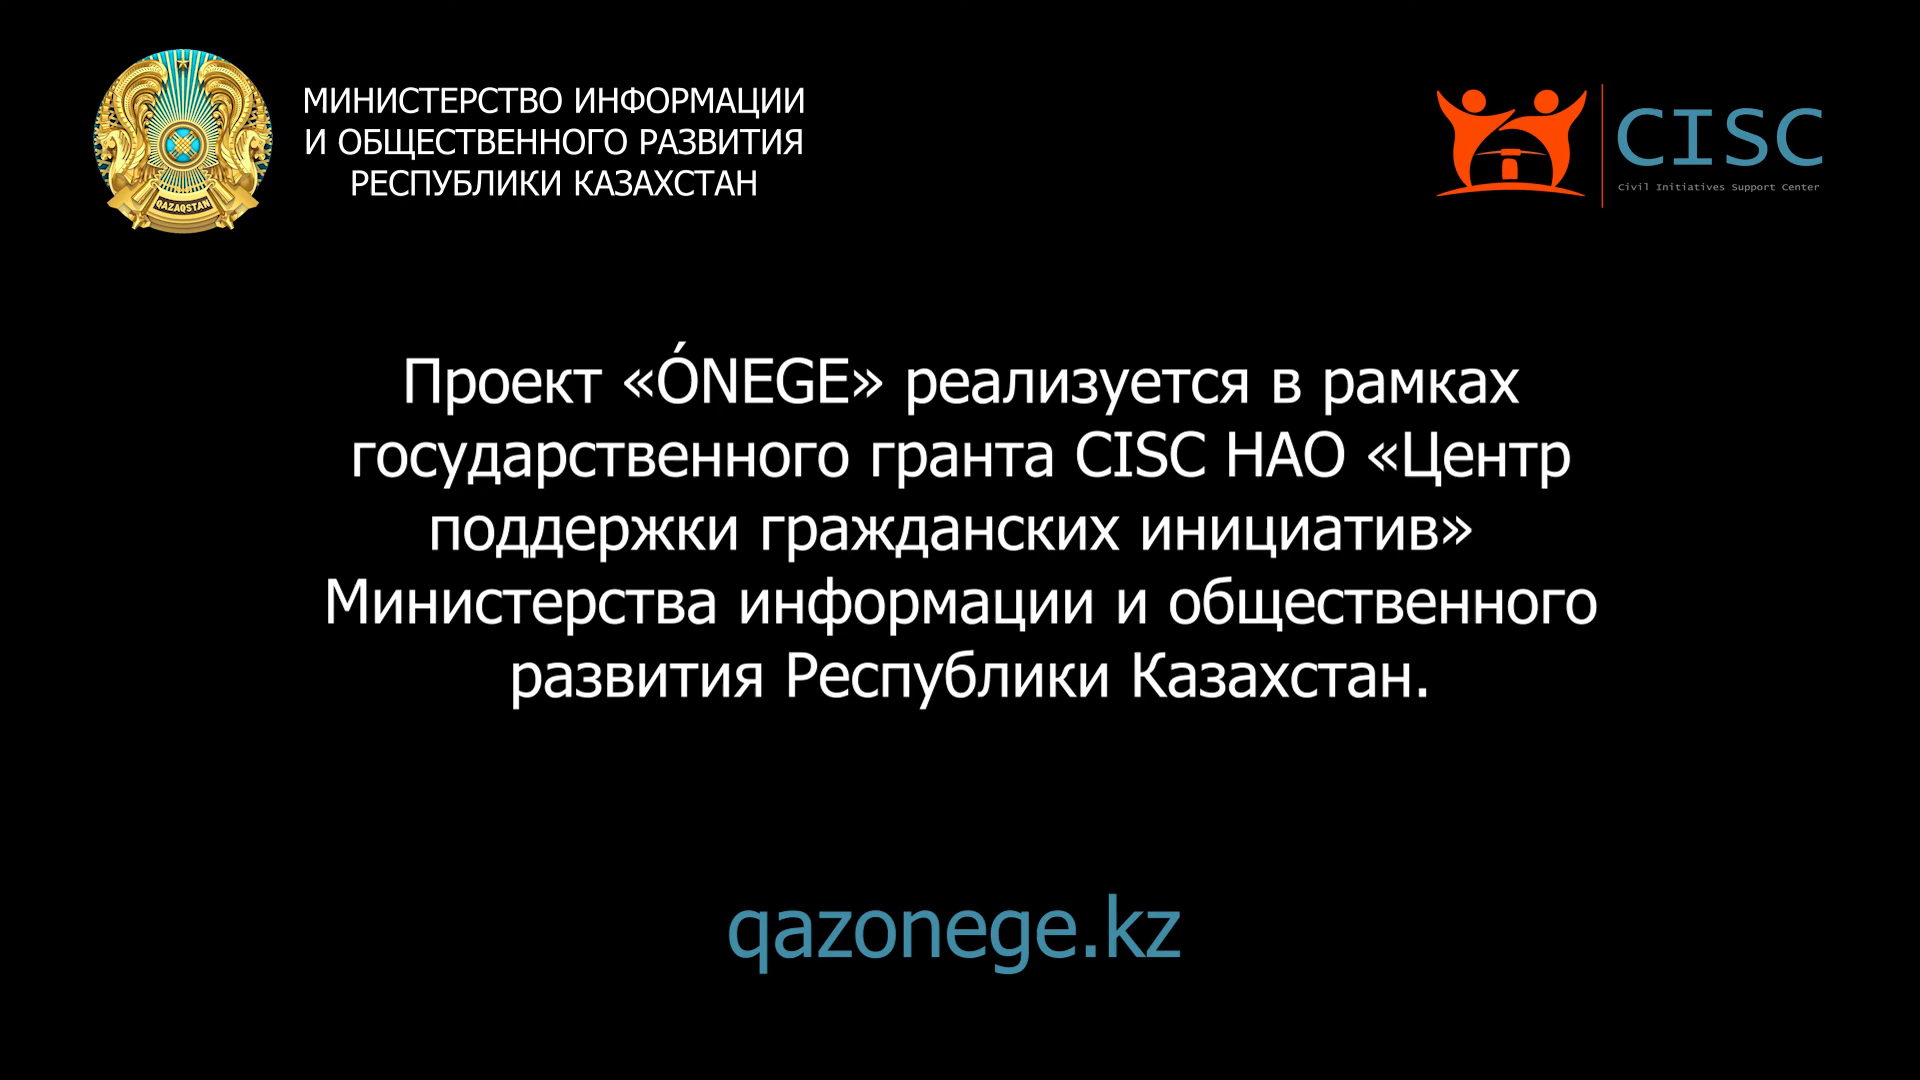 МИНИСТЕРСТВО ИНФОРМАЦИИ
И ОБЩЕСТВЕННОГО РАЗВИТИЯ
РЕСПУБЛИКИ КАЗАХСТАН
QAZAQSTAN
CISC
Civil Initiatives Support Center
Проект «ÓNEGE» реализуется в рамках
государственного гранта CISC НАО «Центр
поддержки гражданских инициатив»
Министерства информации и общественного
развития Республики Казахстан.
qazonege.kz